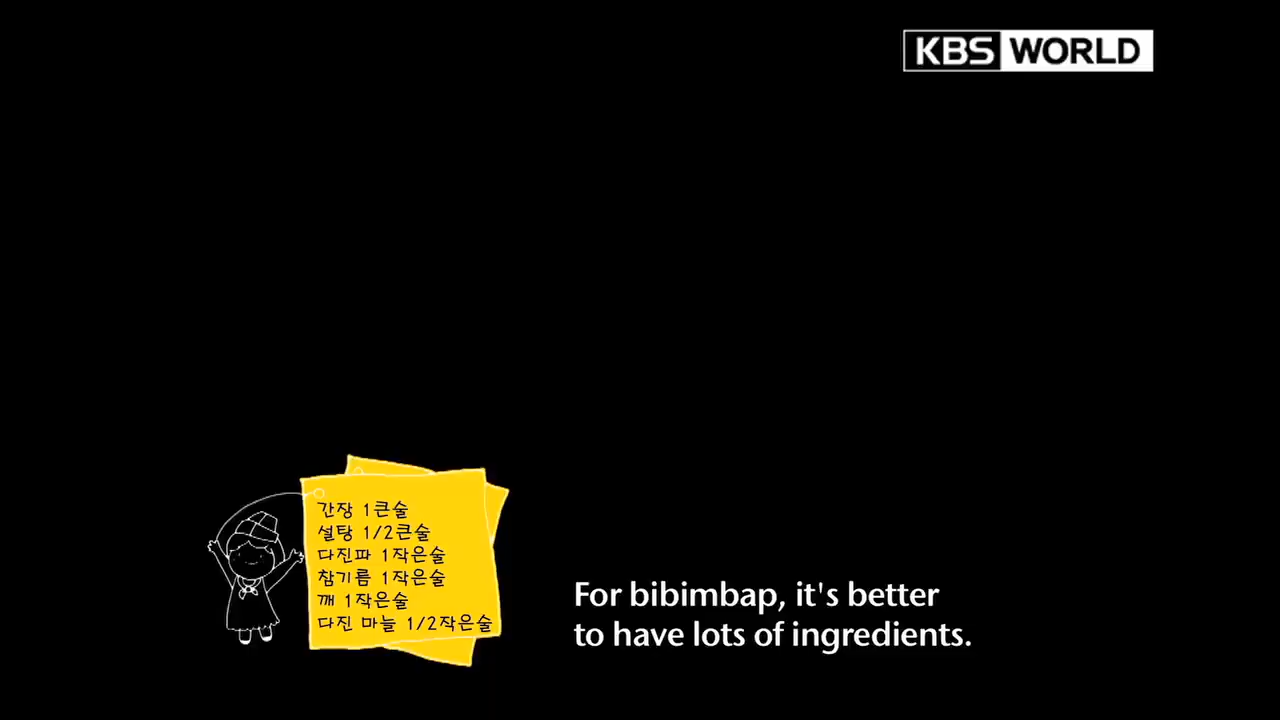 KBS WORLD
간장 1큰술
설탕 1/2큰술
다진파 1작은술
참기름 1작은술
깨 1작은술
다진 마늘 1/2작은술
For bibimbap, it's better
to have lots of ingredients.